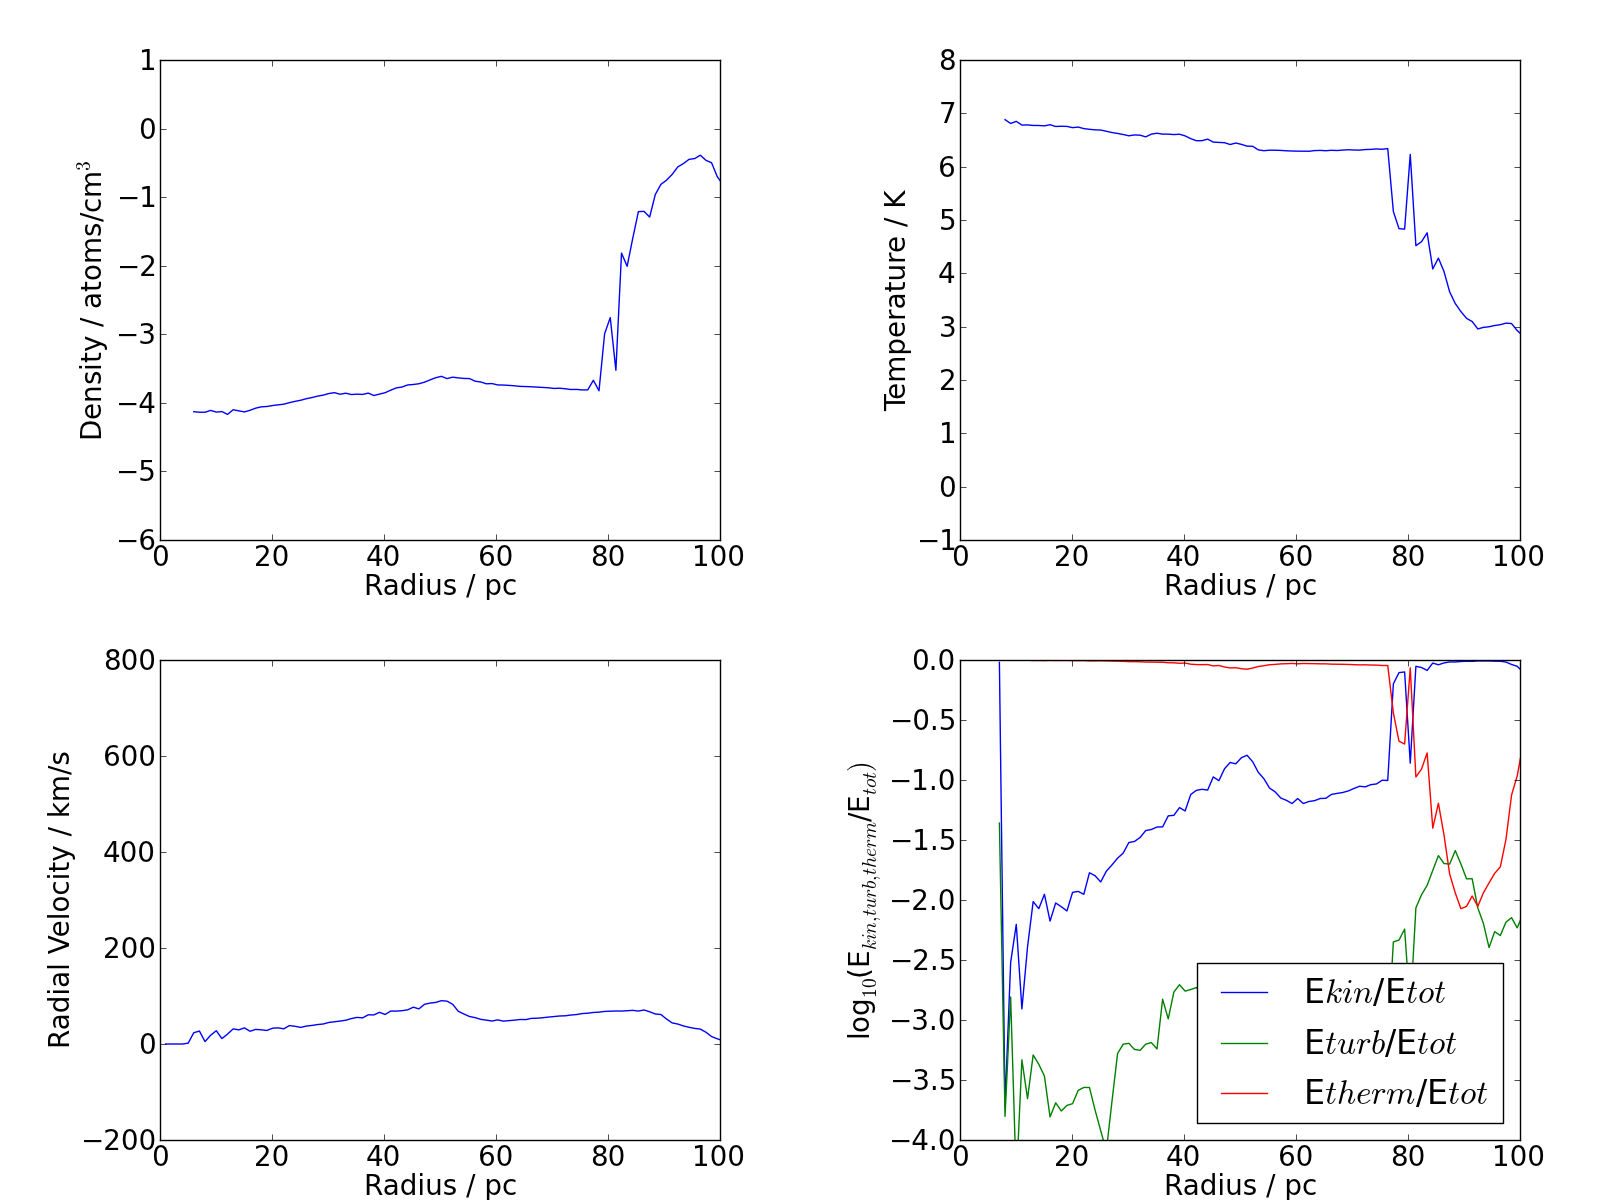 Density / atoms/cm³
1
0
−1
−2
−3
−4
−5
−6
0 20 40 60 80 100
Radius / pc
Temperature / K
8
7
6
5
4
3
2
1
0
−1
0 20 40 60 80 100
Radius / pc
Radial Velocity / km/s
800
600
400
200
0
−200
0 20 40 60 80 100
Radius / pc
log₁₀(E_kin,turb,therm/E_tot)
0.0
−0.5
−1.0
−1.5
−2.0
−2.5
−3.0
−3.5
−4.0
Ekin/Etot
Eturb/Etot
Etherm/Etot
0 20 40 60 80 100
Radius / pc